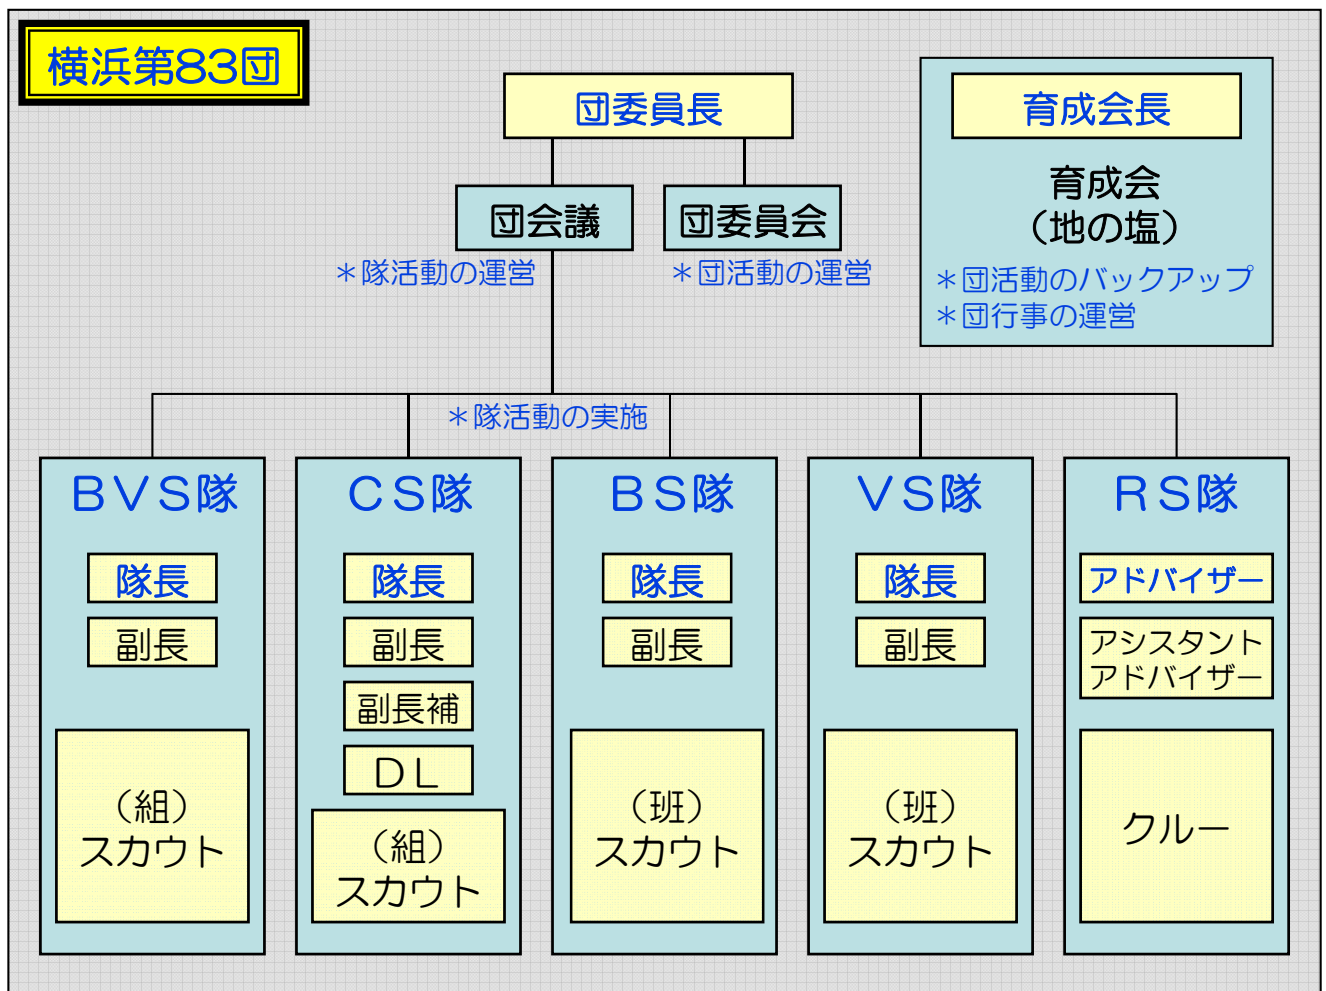 横浜第83団
団委員長
育成会長
育成会
（地の塩）
＊団活動のバックアップ
＊団行事の運営
団会議
団委員会
＊隊活動の運営
＊団活動の運営
＊隊活動の実施
ＢＶＳ隊
隊長
副長
（組）
スカウト
ＣＳ隊
隊長
副長
副長補
ＤＬ
（組）
スカウト
ＢＳ隊
隊長
副長
（班）
スカウト
ＶＳ隊
隊長
副長
（班）
スカウト
ＲＳ隊
アドバイザー
アシスタント
アドバイザー
クルー